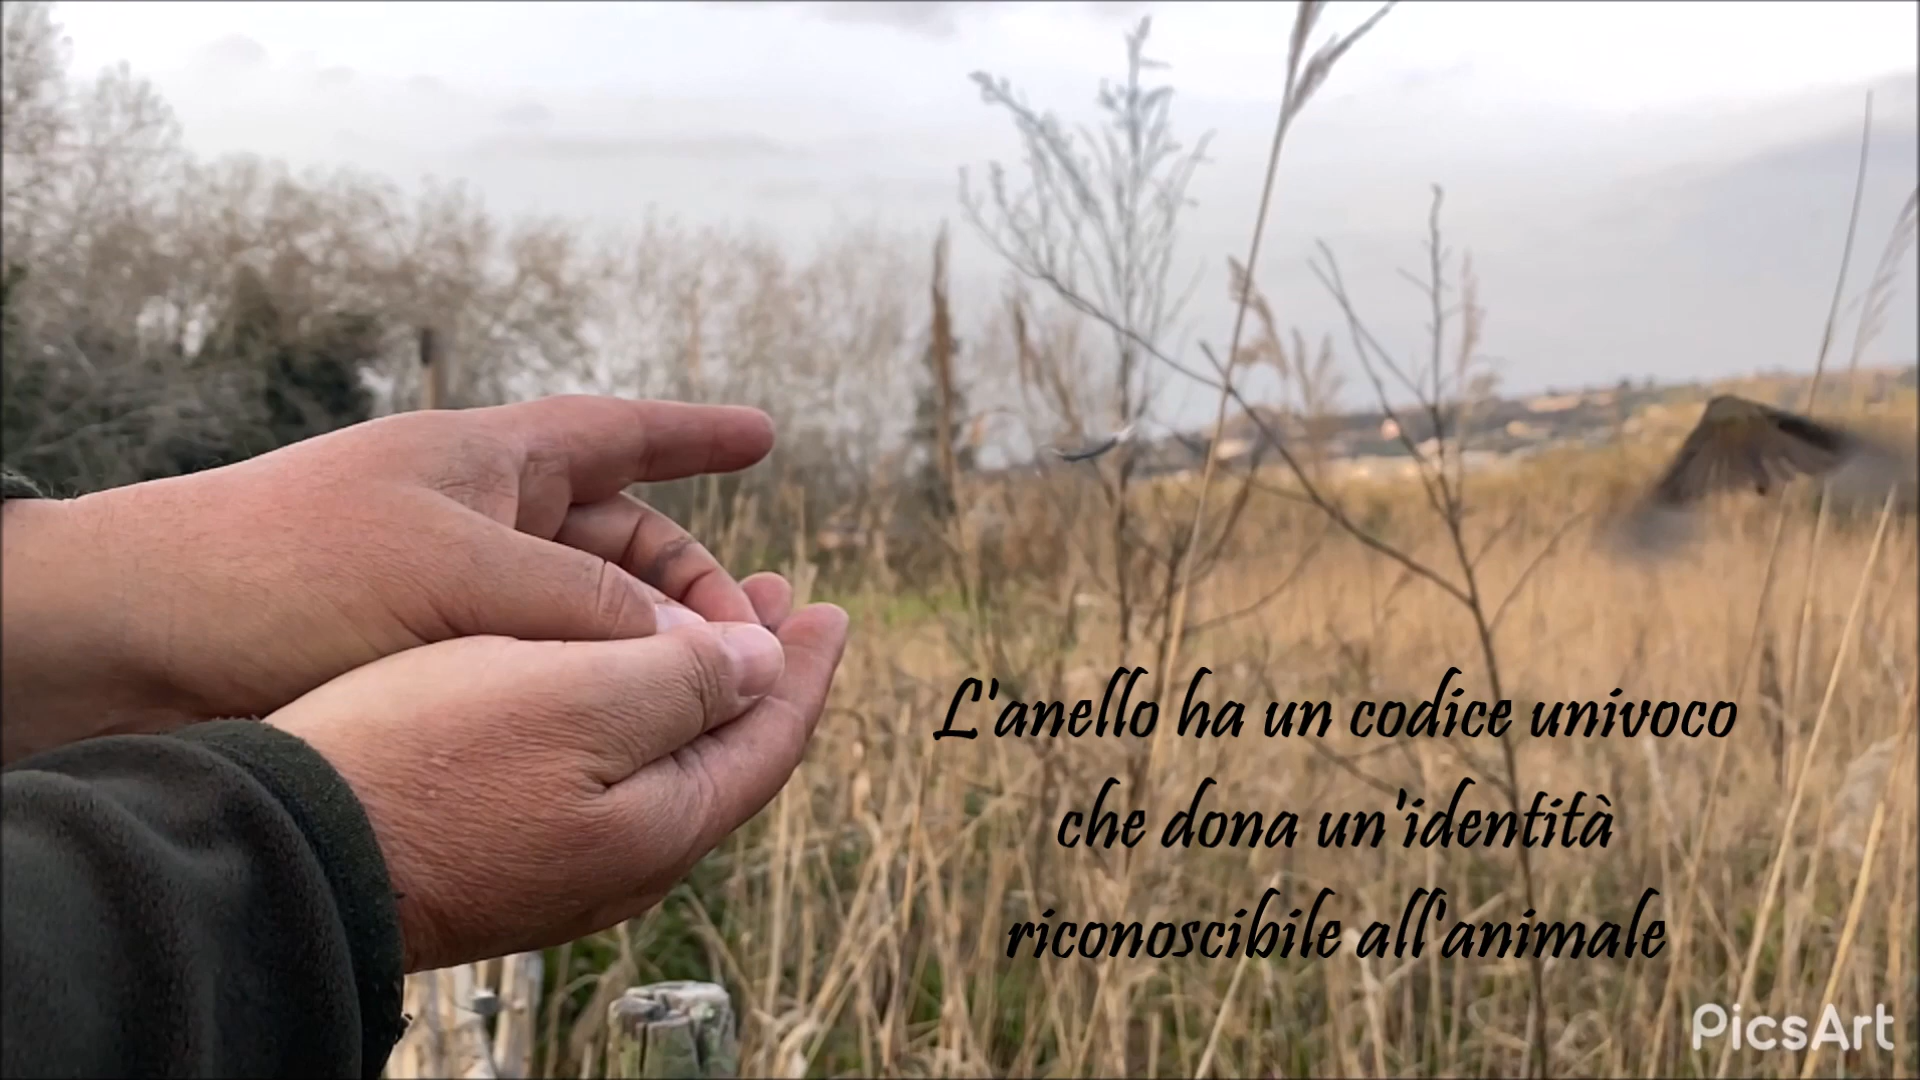 L'anello ha un codice univoco
che dona un'identità
riconoscibile all'animale
PicsArt